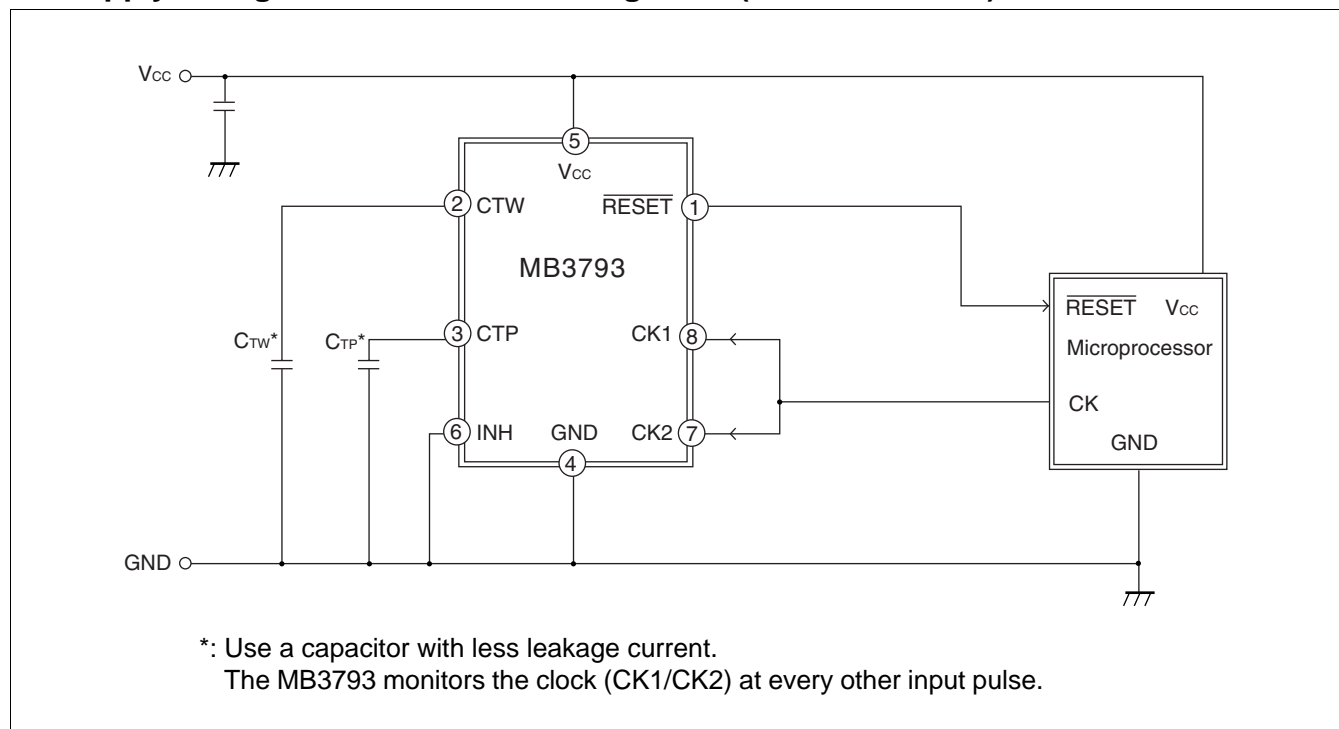 Vcc
5
Vcc
2 CTW
RESET 1
MB3793
RESET Vcc
CTW*
CTP*
3 CTP
CK1 8
Microprocessor
CK
6 INH
GND
CK2 7
GND
4
GND
*: Use a capacitor with less leakage current.
The MB3793 monitors the clock (CK1/CK2) at every other input pulse.